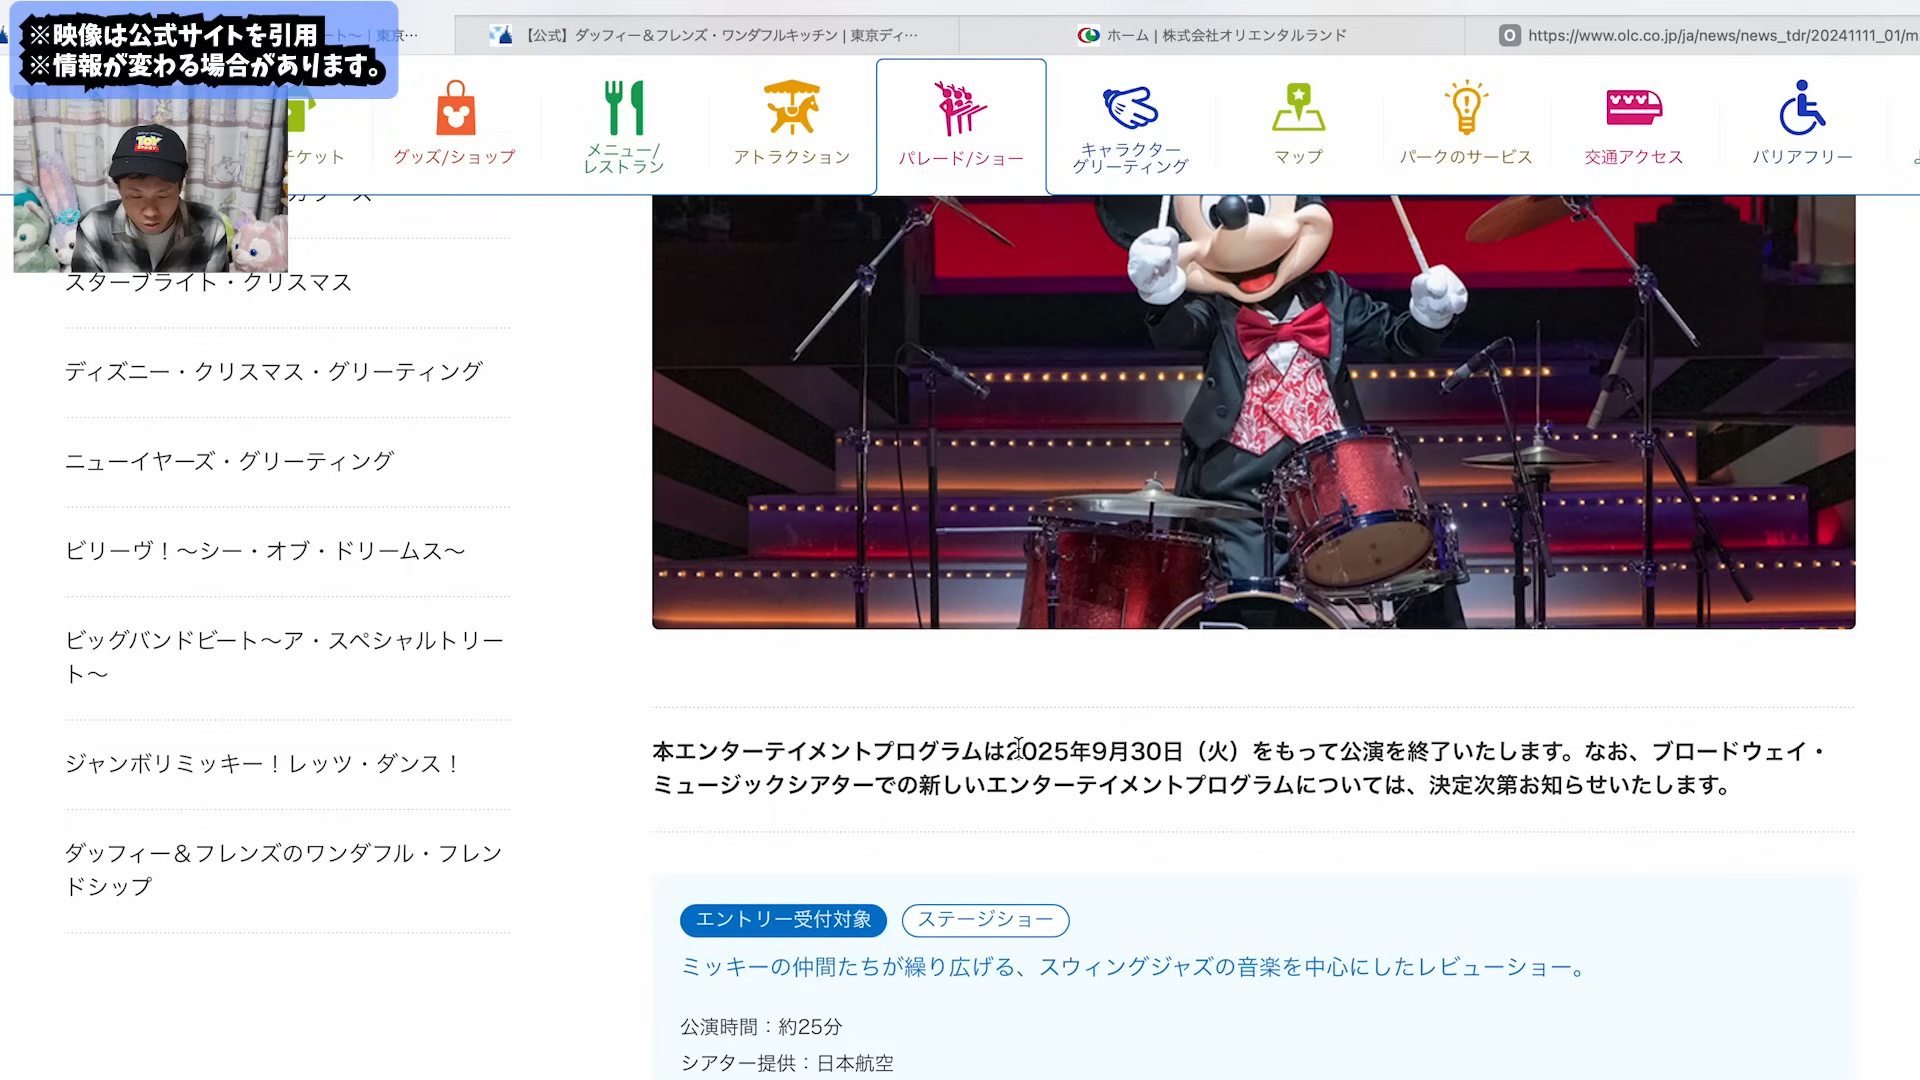 ※映像は公式サイトを引用
※情報が変わる場合があります。
東京…
【公式】ダッフィー＆フレンズ・ワンダフルキッチン | 東京ディ…
ホーム | 株式会社オリエンタルランド
https://www.olc.co.jp/ja/news/news_tdr/20241111_01/m
チケット
グッズ/ショップ
メニュー/
レストラン
アトラクション
パレード/ショー
キャラクター
グリーティング
マップ
パークのサービス
交通アクセス
バリアフリー
TOY
スターブライト・クリスマス
ディズニー・クリスマス・グリーティング
ニューイヤーズ・グリーティング
ビリーヴ！～シー・オブ・ドリームス～
ビッグバンドビート～ア・スペシャルトリー
ト～
ジャンボリミッキー！レッツ・ダンス！
ダッフィー＆フレンズのワンダフル・フレン
ドシップ
本エンターテイメントプログラムは2025年9月30日（火）をもって公演を終了いたします。なお、ブロードウェイ・
ミュージックシアターでの新しいエンターテイメントプログラムについては、決定次第お知らせいたします。
エントリー受付対象
ステージショー
ミッキーの仲間たちが繰り広げる、スウィングジャズの音楽を中心にしたレビューショー。
公演時間：約25分
シアター提供：日本航空